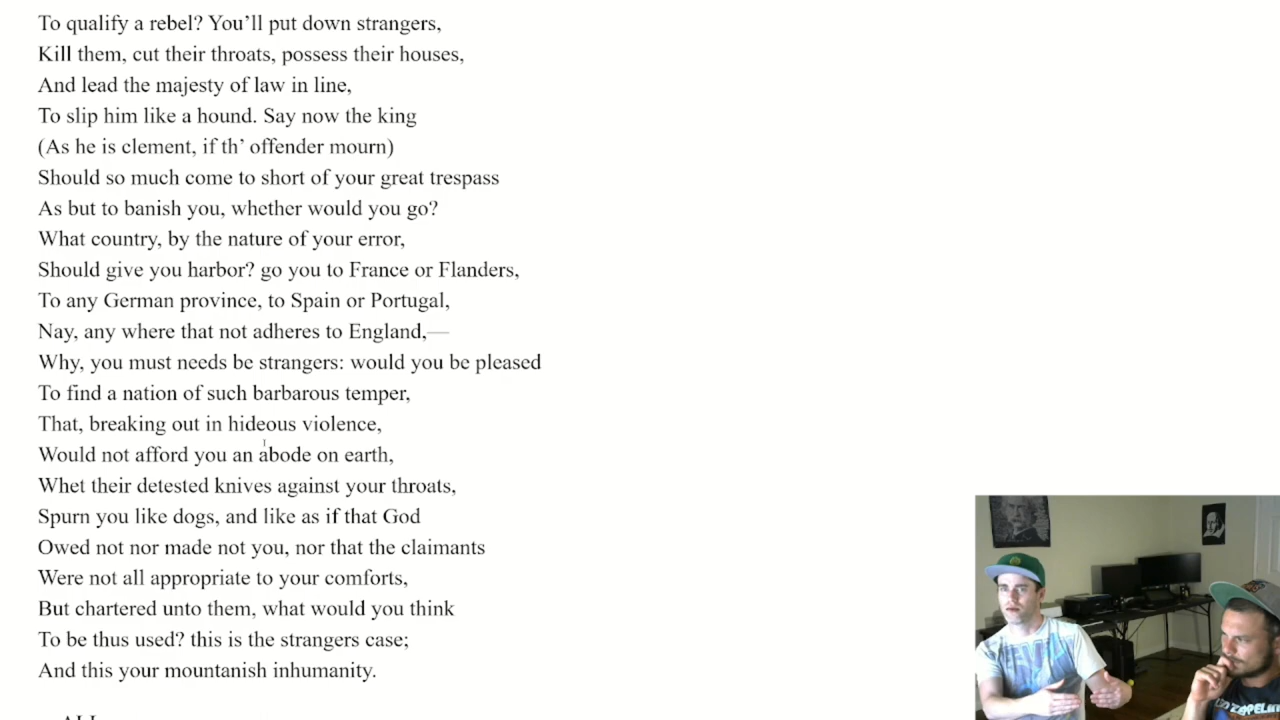 To qualify a rebel? You’ll put down strangers,
Kill them, cut their throats, possess their houses,
And lead the majesty of law in line,
To slip him like a hound. Say now the king
(As he is clement, if th’ offender mourn)
Should so much come to short of your great trespass
As but to banish you, whether would you go?
What country, by the nature of your error,
Should give you harbor? go you to France or Flanders,
To any German province, to Spain or Portugal,
Nay, any where that not adheres to England,—
Why, you must needs be strangers: would you be pleased
To find a nation of such barbarous temper,
That, breaking out in hideous violence,
Would not afford you an abode on earth,
Whet their detested knives against your throats,
Spurn you like dogs, and like as if that God
Owed not nor made not you, nor that the claimants
Were not all appropriate to your comforts,
But chartered unto them, what would you think
To be thus used? this is the strangers case;
And this your mountanish inhumanity.